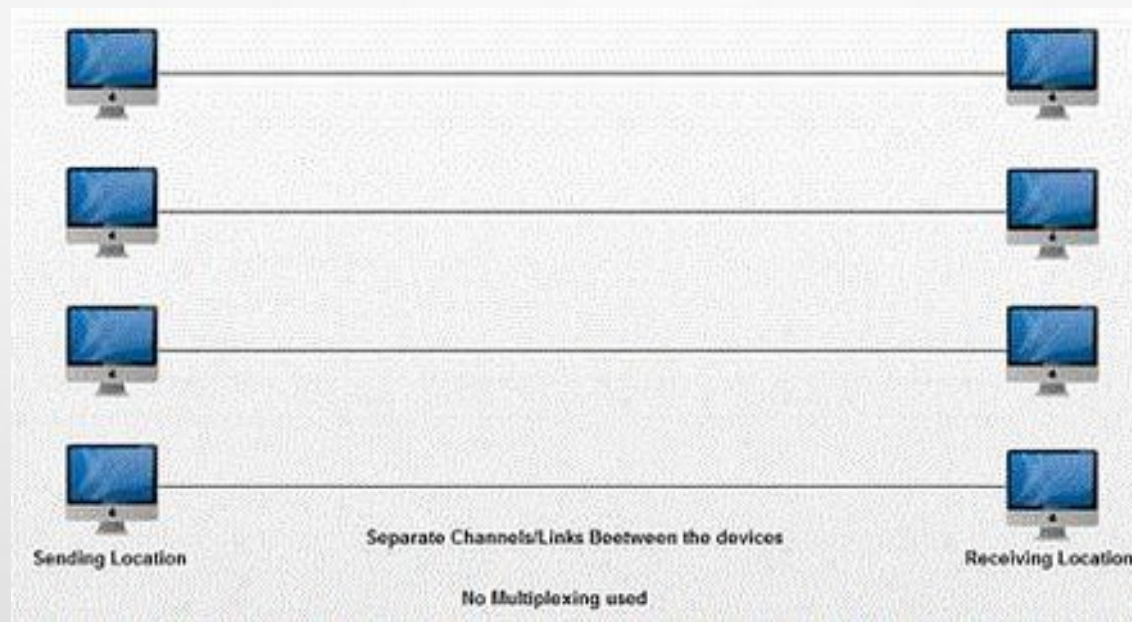 Separate Channels/Links Beetween the devices
Sending Location
Receiving Location
No Multiplexing used